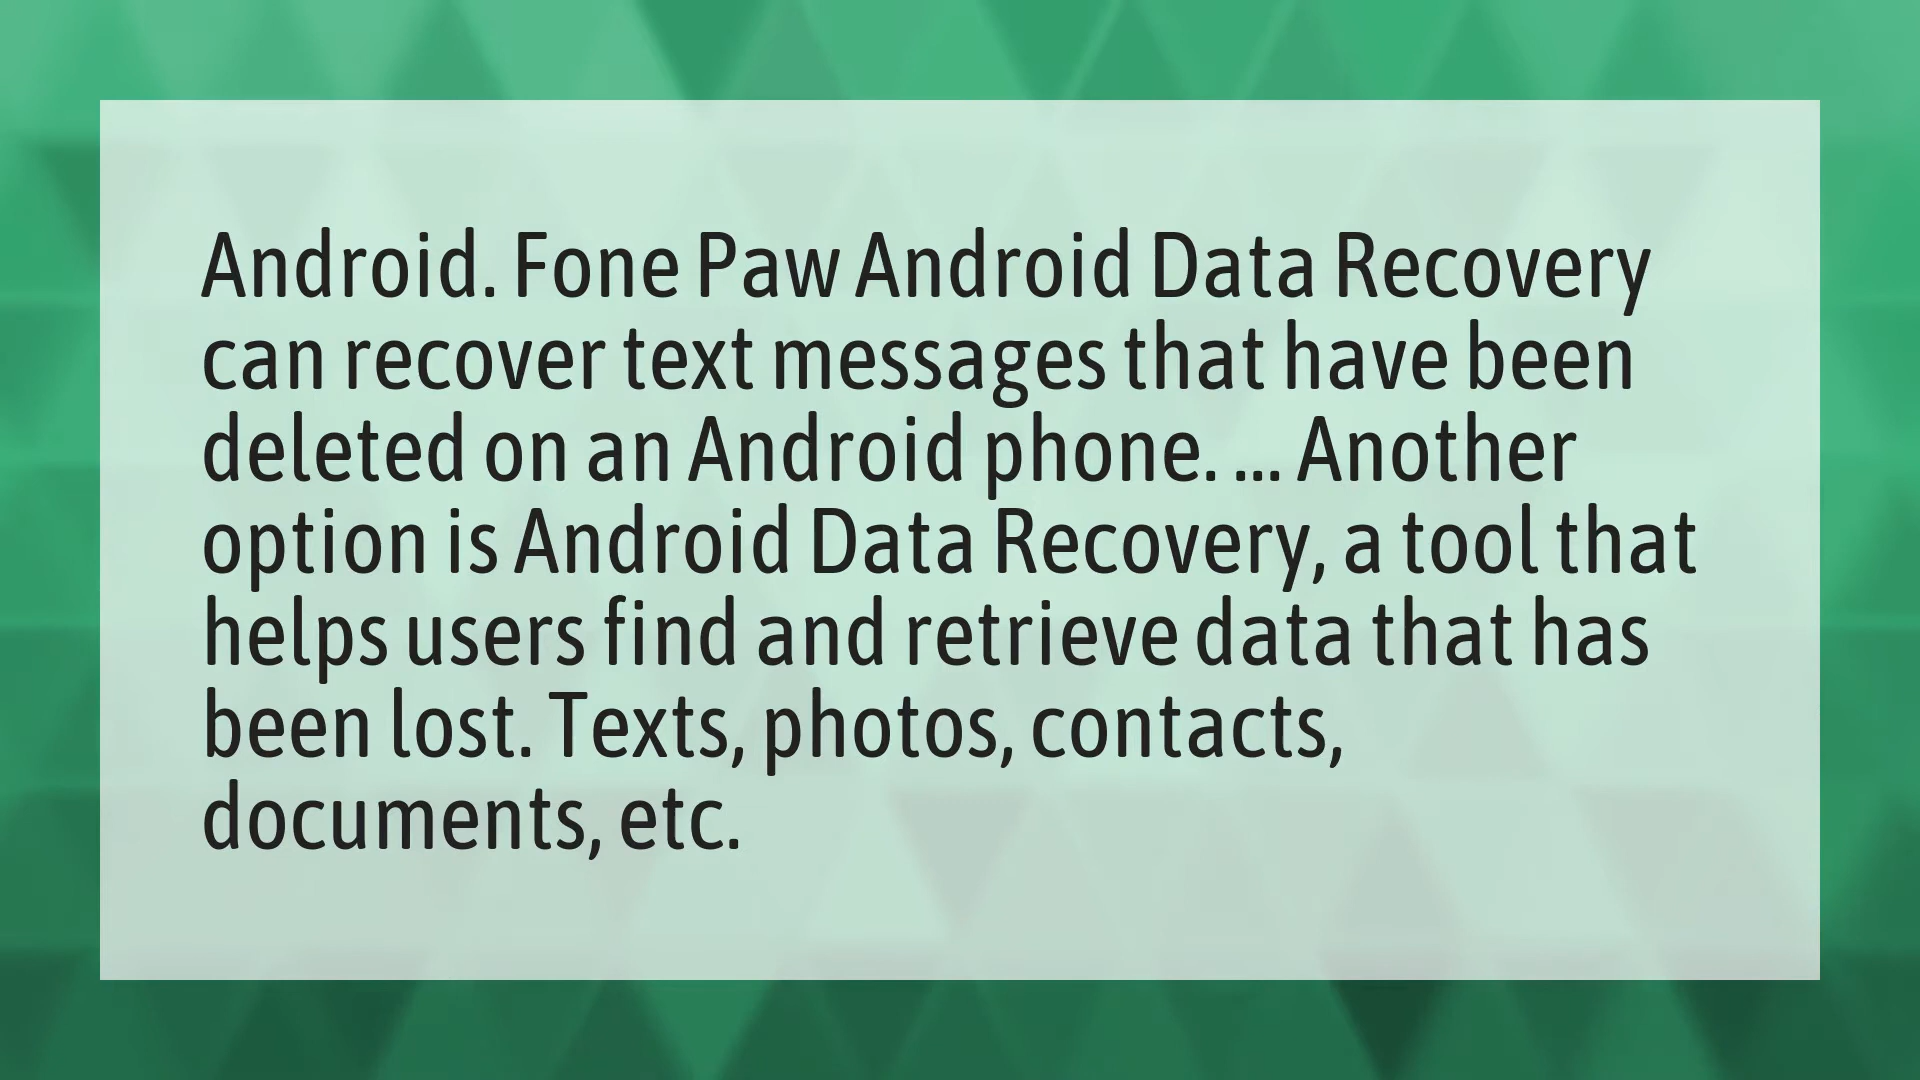 Android. Fone Paw Android Data Recovery
can recover text messages that have been
deleted on an Android phone. ... Another
option is Android Data Recovery, a tool that
helps users find and retrieve data that has
been lost. Texts, photos, contacts,
documents, etc.